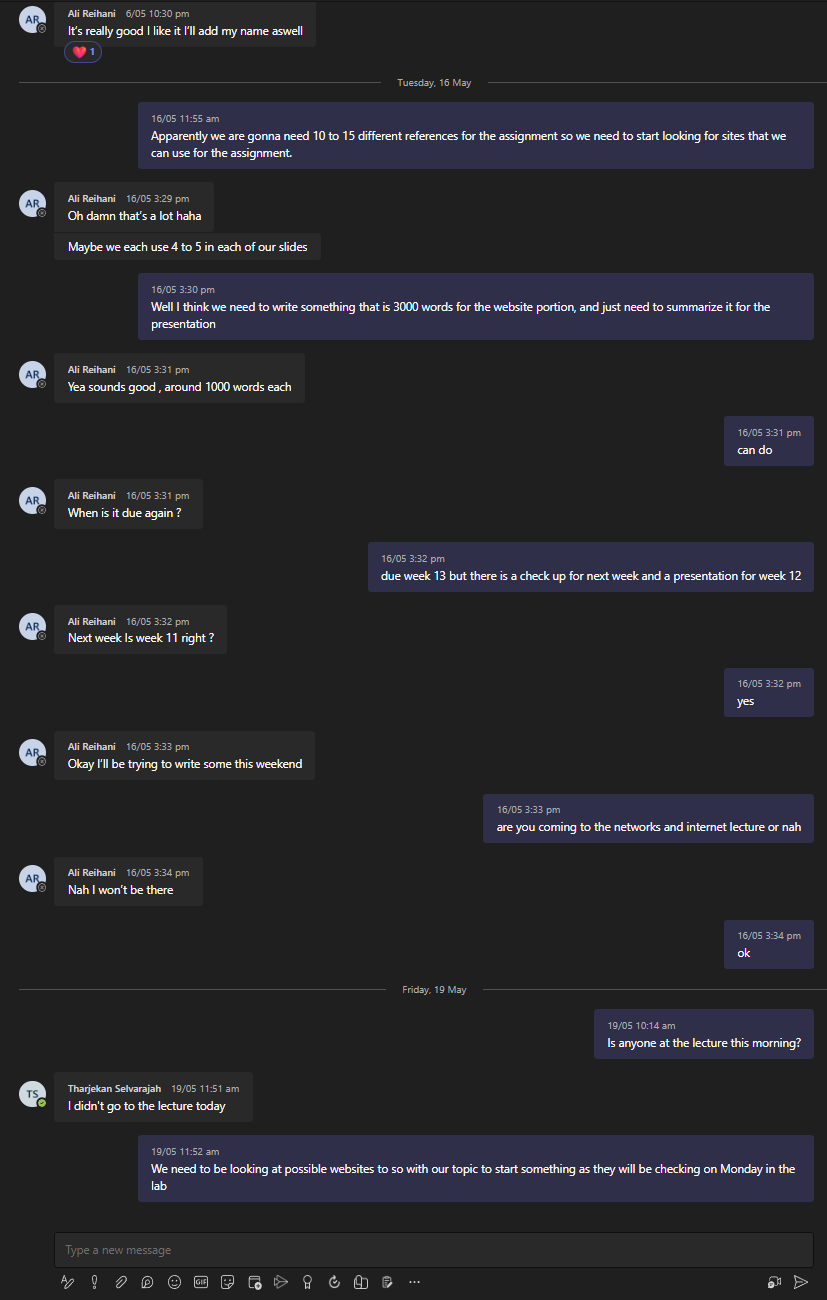 AR
Ali Reihani 6/05 10:30 pm
It's really good I like it I'll add my name aswell
1
Tuesday, 16 May
16/05 11:55 am
Apparently we are gonna need 10 to 15 different references for the assignment so we need to start looking for sites that we
can use for the assignment.
AR
Ali Reihani 16/05 3:29 pm
Oh damn that's a lot haha
Maybe we each use 4 to 5 in each of our slides
16/05 3:30 pm
Well I think we need to write something that is 3000 words for the website portion, and just need to summarize it for the
presentation
AR
Ali Reihani 16/05 3:31 pm
Yea sounds good , around 1000 words each
16/05 3:31 pm
can do
AR
Ali Reihani 16/05 3:31 pm
When is it due again ?
16/05 3:32 pm
due week 13 but there is a check up for next week and a presentation for week 12
AR
Ali Reihani 16/05 3:32 pm
Next week Is week 11 right ?
16/05 3:32 pm
yes
AR
Ali Reihani 16/05 3:33 pm
Okay I'll be trying to write some this weekend
16/05 3:33 pm
are you coming to the networks and internet lecture or nah
AR
Ali Reihani 16/05 3:34 pm
Nah I won't be there
16/05 3:34 pm
ok
Friday, 19 May
19/05 10:14 am
Is anyone at the lecture this morning?
TS
Tharjekan Selvarajah 19/05 11:51 am
I didn't go to the lecture today
19/05 11:52 am
We need to be looking at possible websites to so with our topic to start something as they will be checking on Monday in the
lab
Type a new message
GIF